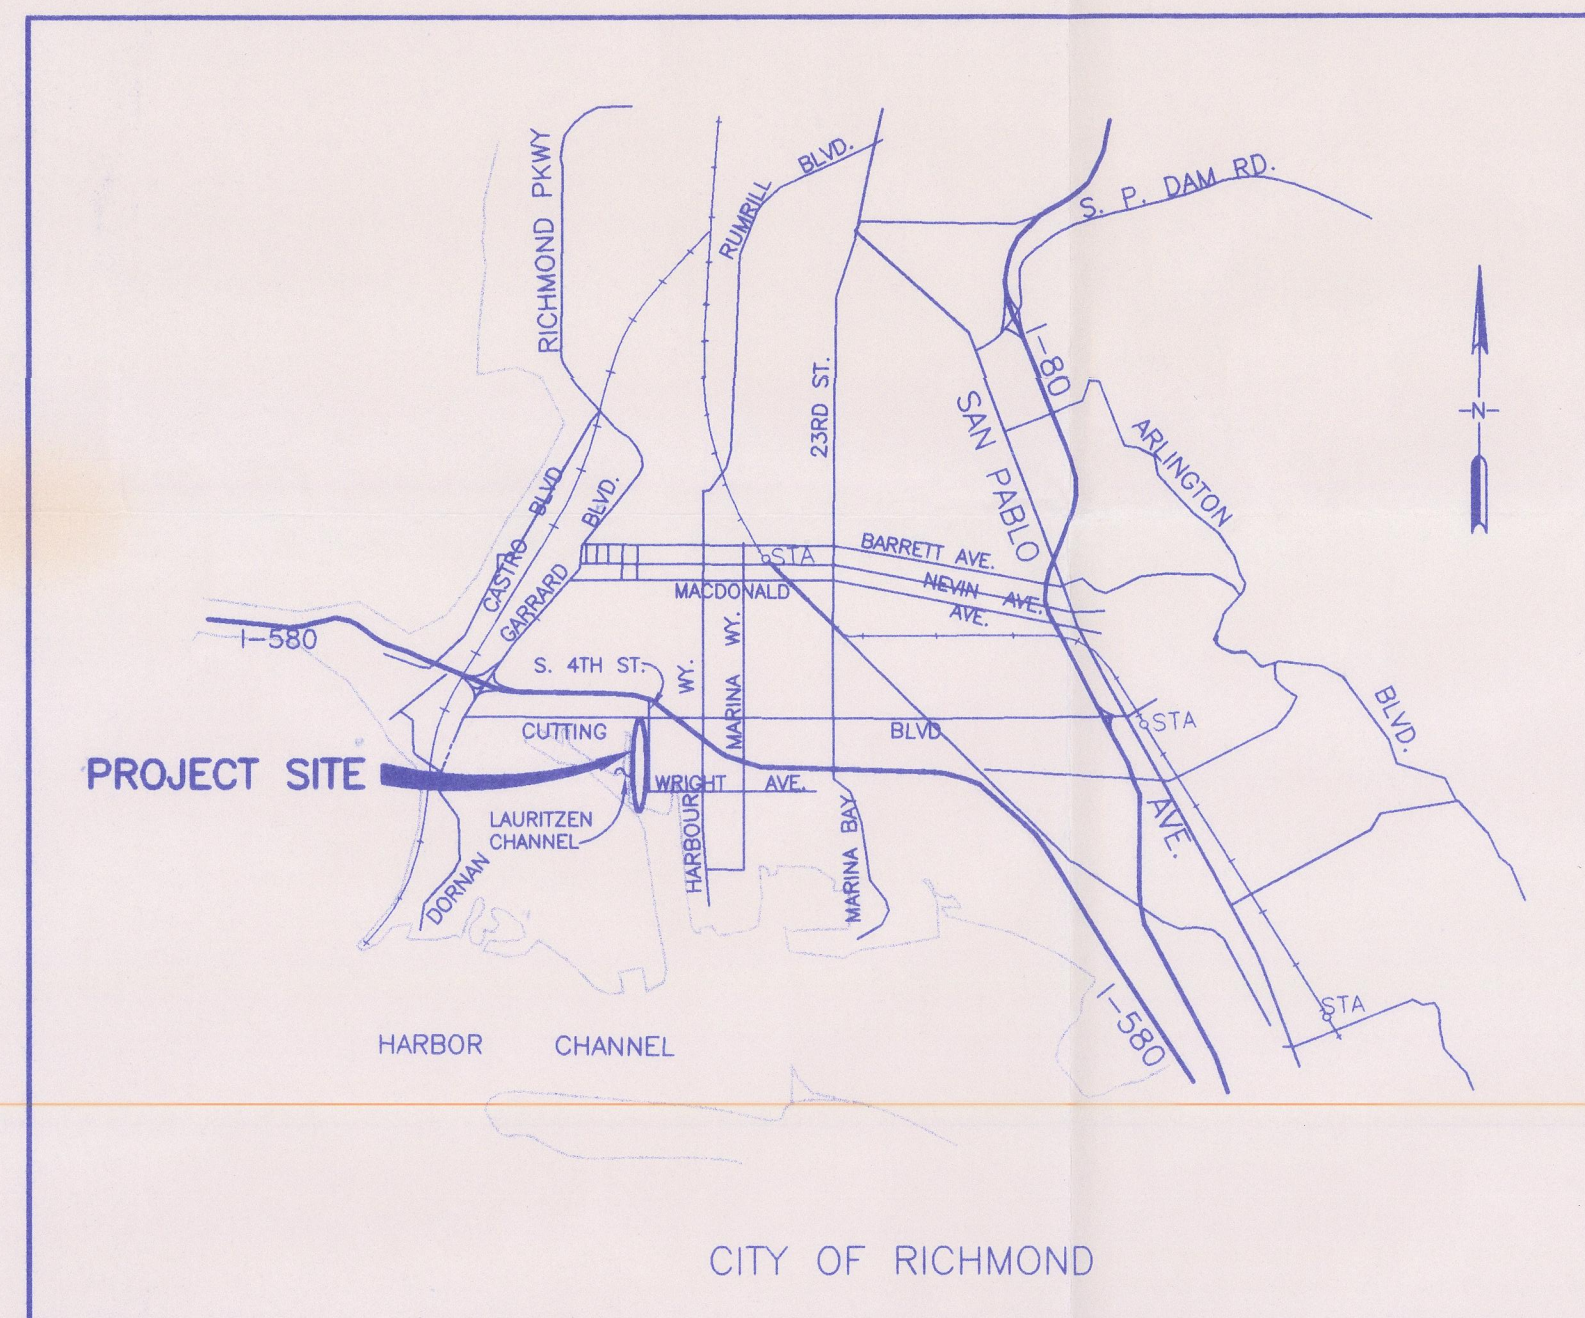 RICHMOND PKWY
RUMRILL BLVD.
S. P. DAM RD.
I-80
23RD ST.
SAN PABLO
ARLINGTON
N
CASTRO BLVD
GARRARD BLVD.
STA
BARRETT AVE.
NEVIN AVE.
MACDONALD AVE.
I-580
S. 4TH ST.
WY.
MARINA WY.
CUTTING BLVD
STA
BLVD.
PROJECT SITE
WRIGHT AVE.
LAURITZEN
CHANNEL
HARBOUR
MARINA BAY
AVE.
DORNAN
I-580
STA
HARBOR CHANNEL
CITY OF RICHMOND